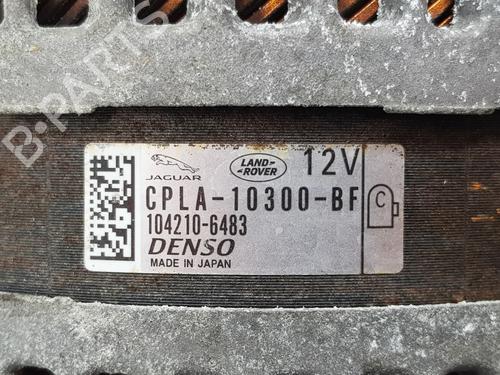 B-PARTS
JAGUAR
LAND ROVER
12V
CPLA-10300-BF
C
104210-6483
DENSO
MADE IN JAPAN